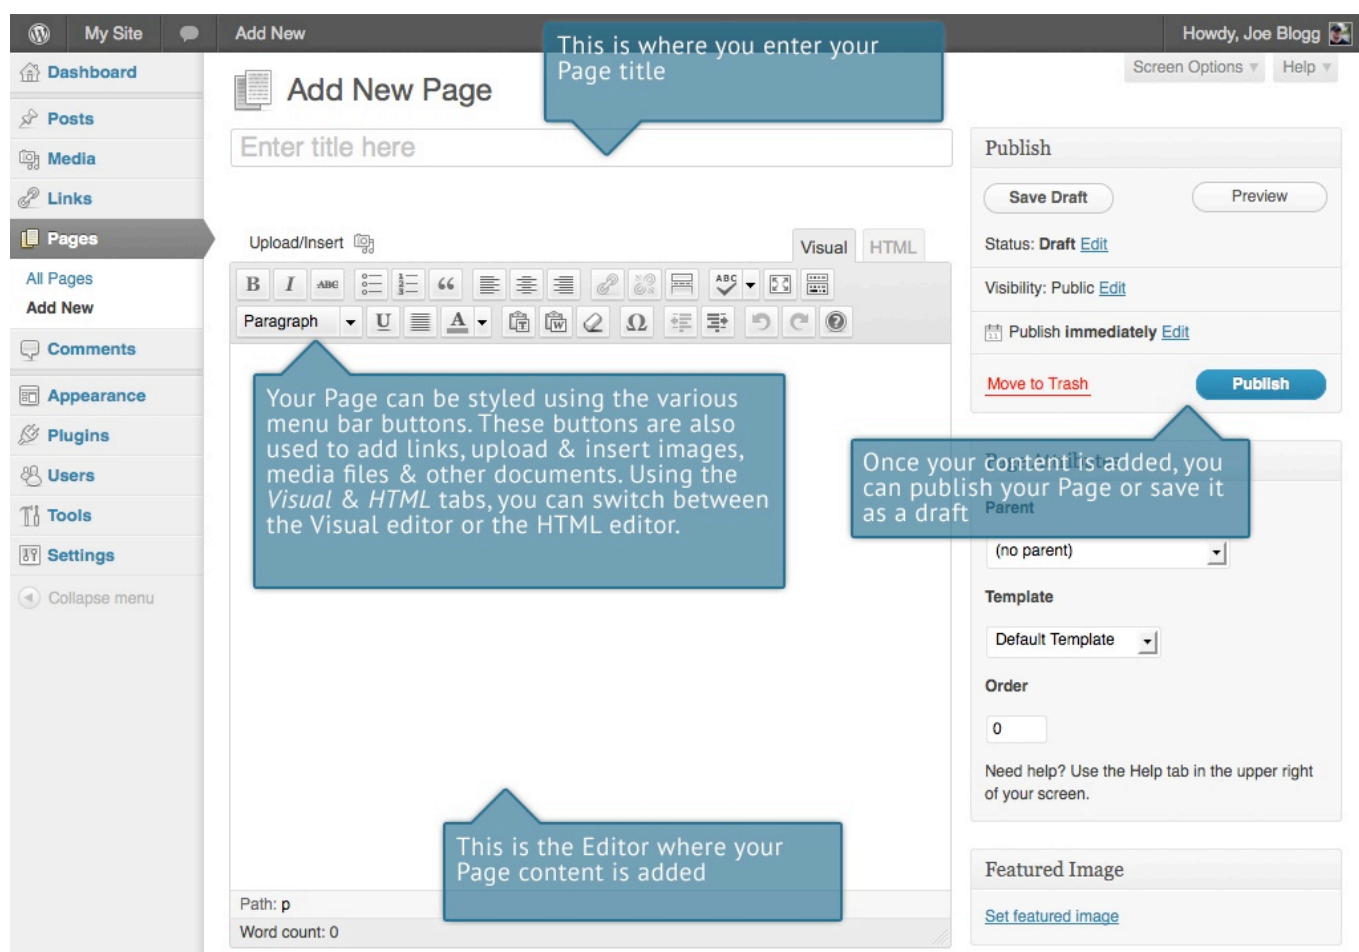 My Site
Add New
Howdy, Joe Blogg
This is where you enter your
Page title
Screen Options
Help
Dashboard
Posts
Media
Links
Pages
All Pages
Add New
Comments
Appearance
Plugins
Users
Tools
Settings
Collapse menu
Add New Page
Enter title here
Upload/Insert
Visual
HTML
B I ABC 1 2 3 ABC
Paragraph U A T W Ω
Your Page can be styled using the various
menu bar buttons. These buttons are also
used to add links, upload & insert images,
media files & other documents. Using the
Visual & HTML tabs, you can switch between
the Visual editor or the HTML editor.
This is the Editor where your
Page content is added
Path: p
Word count: 0
Publish
Save Draft
Preview
Status: Draft Edit
Visibility: Public Edit
11 Publish immediately Edit
Move to Trash
Publish
Once your content is added, you
can publish your Page or save it
as a draft
Page Attributes
Parent
(no parent)
Template
Default Template
Order
0
Need help? Use the Help tab in the upper right
of your screen.
Featured Image
Set featured image